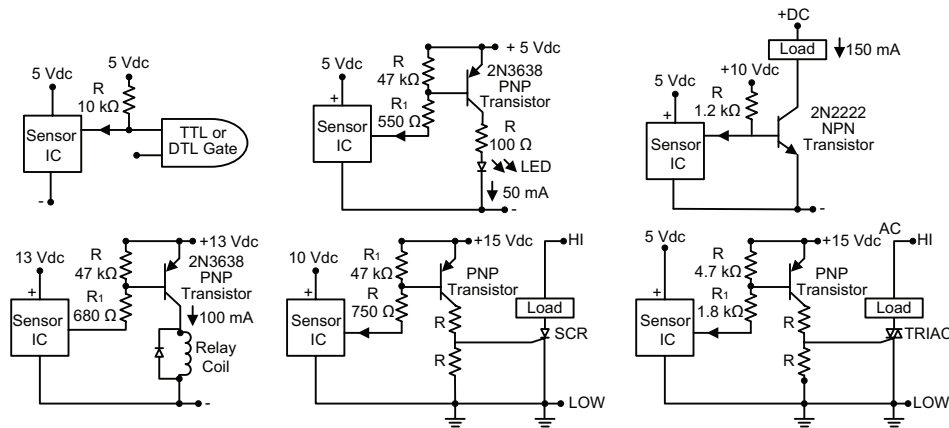 5 Vdc
5 Vdc
R
10 kΩ
Sensor
IC
TTL or
DTL Gate
-
5 Vdc
+
Sensor
IC
R
47 kΩ
R1
550 Ω
+ 5 Vdc
2N3638
PNP
Transistor
R
100 Ω
LED
50 mA
-
+DC
Load
150 mA
5 Vdc
+10 Vdc
+
R
1.2 kΩ
Sensor
IC
2N2222
NPN
Transistor
-
13 Vdc
+
Sensor
IC
R
47 kΩ
R1
680 Ω
+13 Vdc
2N3638
PNP
Transistor
100 mA
Relay
Coil
-
10 Vdc
+
Sensor
IC
R1
47 kΩ
R
750 Ω
+15 Vdc
PNP
Transistor
R
R
HI
Load
SCR
LOW
5 Vdc
+
Sensor
IC
R
4.7 kΩ
R1
1.8 kΩ
+15 Vdc
PNP
Transistor
R
R
AC
HI
Load
TRIAC
LOW